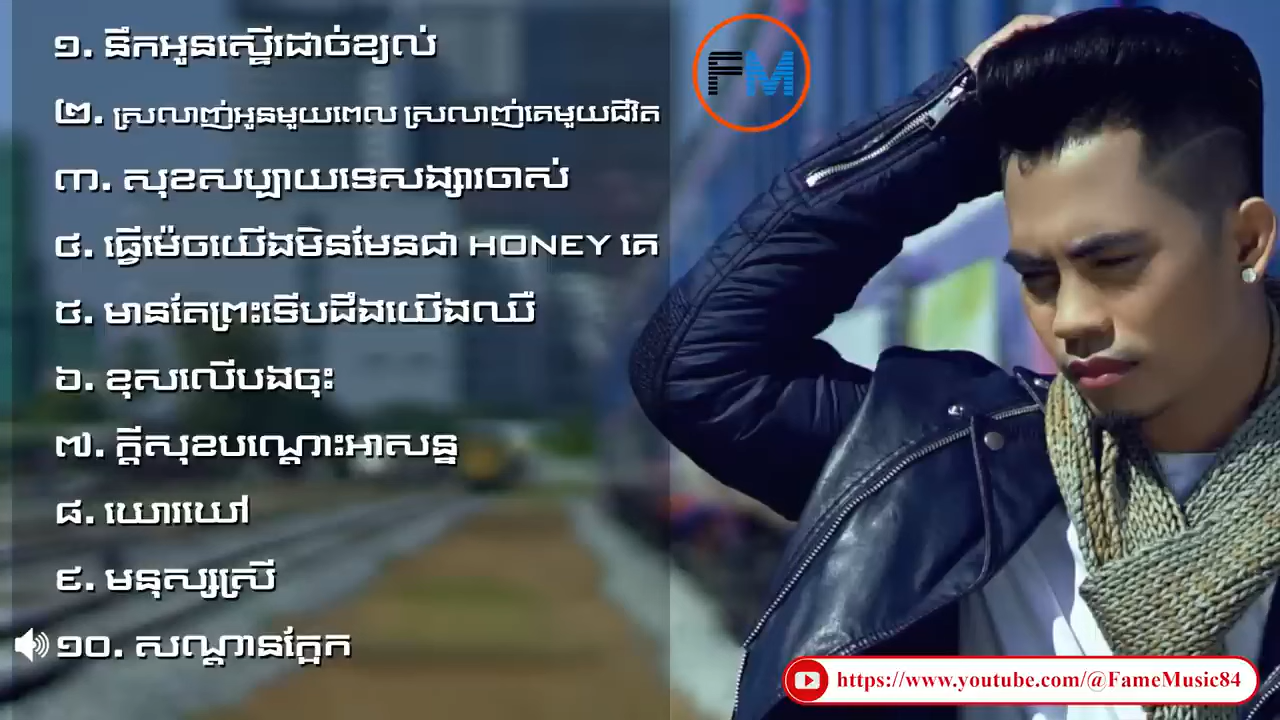 ១. នឹកអូនស្ទើរដាច់ខ្យល់
២. ស្រលាញ់អូនមួយពេល ស្រលាញ់គេមួយជីវិត
៣. សុខសប្បាយទេសង្សារចាស់
៤. ធ្វើម៉េចយើងមិនមែនជា HONEY គេ
៥. មានតែព្រះទើបដឹងយើងឈឺ
៦. ខុសលើបងចុះ
៧. ក្ដីសុខបណ្ដោះអាសន្ន
៨. ឃោរឃៅ
៩. មនុស្សស្រី
១០. សណ្ដានក្អែក
FM
https://www.youtube.com/@FameMusic84